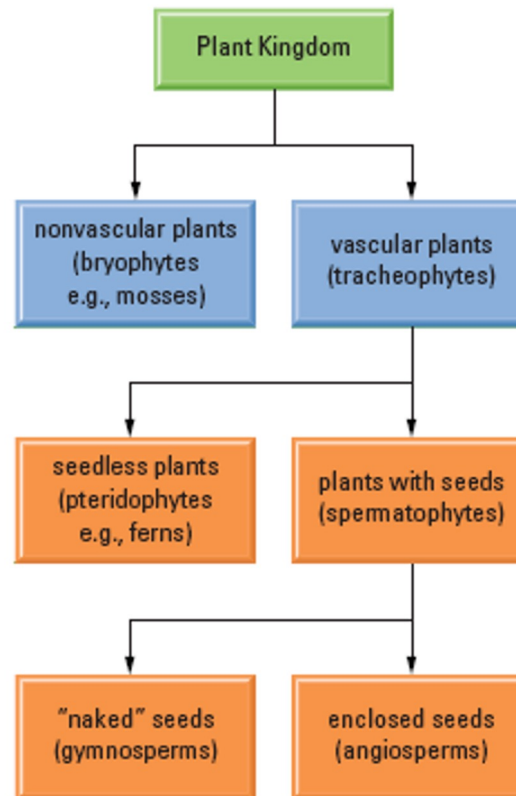 Plant Kingdom
nonvascular plants
(bryophytes
e.g., mosses)
vascular plants
(tracheophytes)
seedless plants
(pteridophytes
e.g., ferns)
plants with seeds
(spermatophytes)
"naked" seeds
(gymnosperms)
enclosed seeds
(angiosperms)